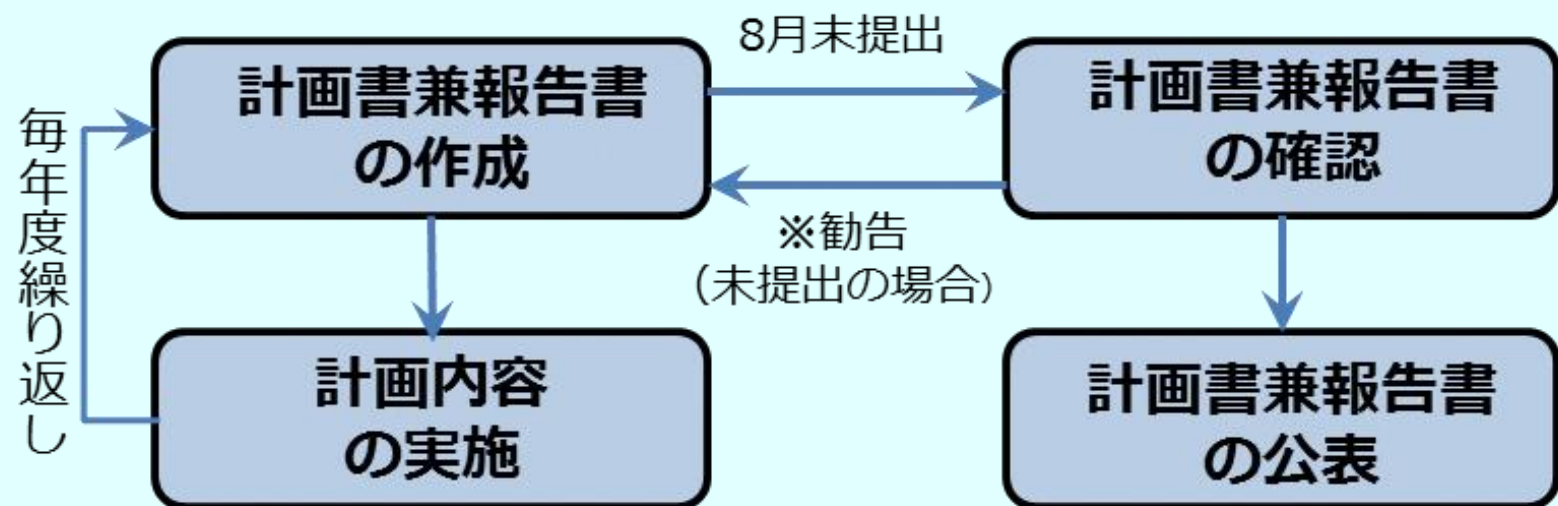 8月末提出
計画書兼報告書
の作成
計画書兼報告書
の確認
毎年度繰り返し
※勧告
（未提出の場合）
計画内容
の実施
計画書兼報告書
の公表